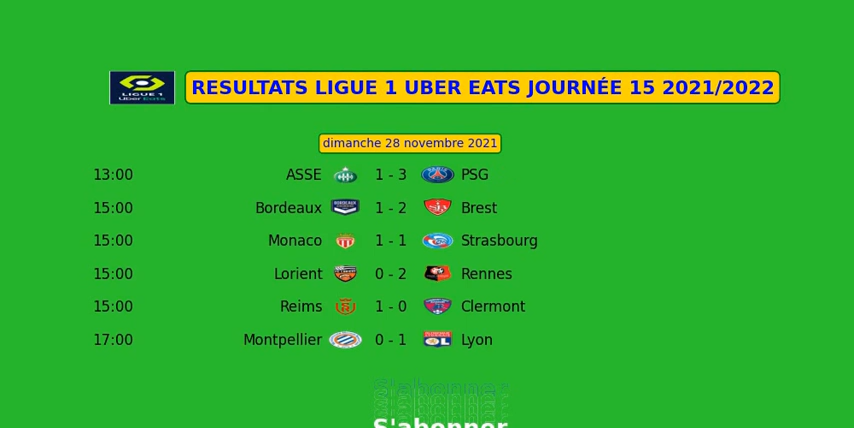 LIGUE 1
Uber Eats
RESULTATS LIGUE 1 UBER EATS JOURNÉE 15 2021/2022
dimanche 28 novembre 2021
13:00 ASSE 1 - 3 PSG
15:00 Bordeaux 1 - 2 Brest
15:00 Monaco 1 - 1 Strasbourg
15:00 Lorient 0 - 2 Rennes
15:00 Reims 1 - 0 Clermont
17:00 Montpellier 0 - 1 Lyon
S'abonner